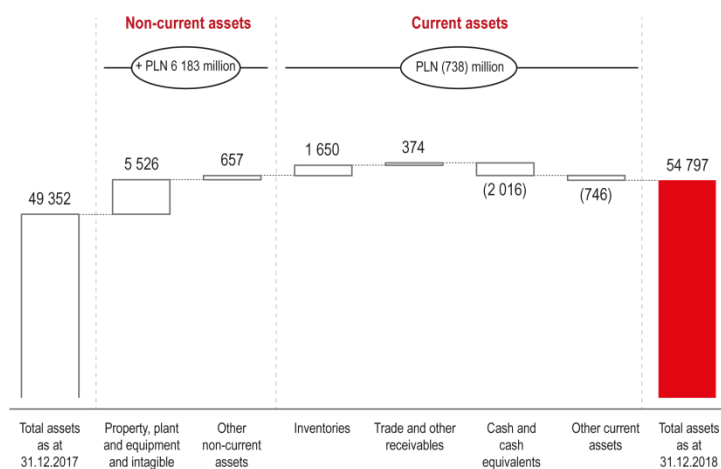 Non-current assets
Current assets
+ PLN 6 183 million
PLN (738) million
49 352
5 526
657
1 650
374
(2 016)
(746)
54 797
Total assets
as at
31.12.2017
Property, plant
and equipment
and intagible
Other
non-current
assets
Inventories
Trade and other
receivables
Cash and
cash
equivalents
Other current
assets
Total assets
as at
31.12.2018